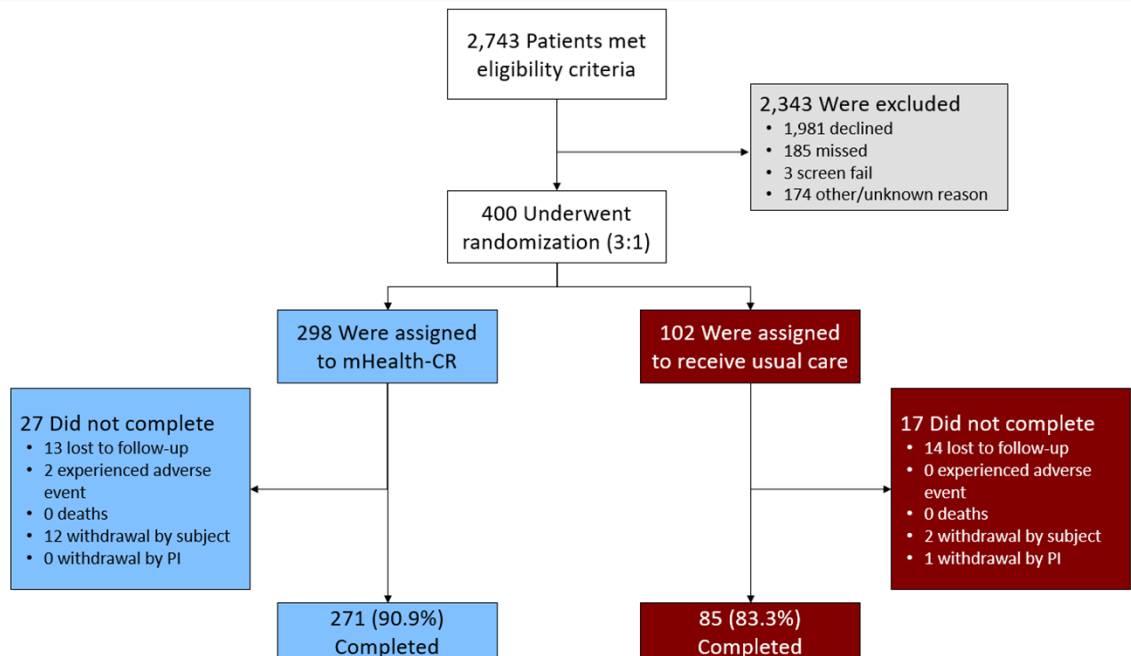 2,743 Patients met
eligibility criteria
2,343 Were excluded
• 1,981 declined
• 185 missed
• 3 screen fail
• 174 other/unknown reason
400 Underwent
randomization (3:1)
298 Were assigned
to mHealth-CR
102 Were assigned
to receive usual care
27 Did not complete
• 13 lost to follow-up
• 2 experienced adverse
event
• 0 deaths
• 12 withdrawal by subject
• 0 withdrawal by PI
17 Did not complete
• 14 lost to follow-up
• 0 experienced adverse
event
• 0 deaths
• 2 withdrawal by subject
• 1 withdrawal by PI
271 (90.9%)
Completed
85 (83.3%)
Completed